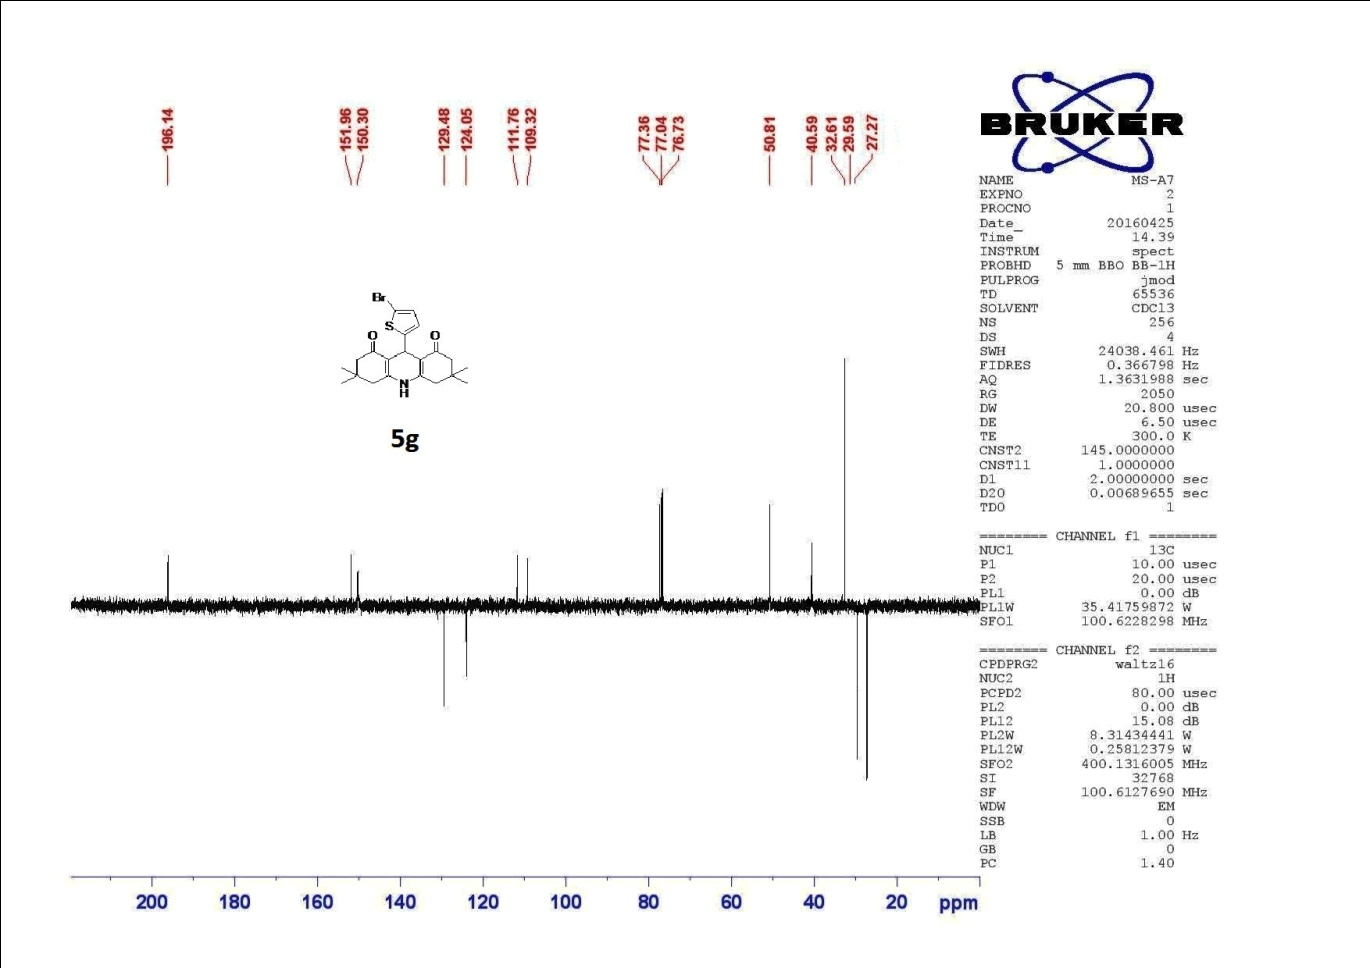 BRUKER
196.14
151.96
150.30
129.48
124.05
111.76
109.32
77.36
77.04
76.73
50.81
40.59
32.61
29.59
27.27
NAME MS-A7
EXPNO 2
PROCNO 1
Date_ 20160425
Time 14.39
INSTRUM spect
PROBHD 5 mm BBO BB-1H
PULPROG jmod
TD 65536
SOLVENT CDCl3
NS 256
DS 4
SWH 24038.461 Hz
FIDRES 0.366798 Hz
AQ 1.3631988 sec
RG 2050
DW 20.800 usec
DE 6.50 usec
TE 300.0 K
CNST2 145.0000000
CNST11 1.0000000
D1 2.00000000 sec
D20 0.00689655 sec
TD0 1
======== CHANNEL f1 ========
NUC1 13C
P1 10.00 usec
P2 20.00 usec
PL1 0.00 dB
PL1W 35.41759872 W
SFO1 100.6228298 MHz
======== CHANNEL f2 ========
CPDPRG2 waltz16
NUC2 1H
PCPD2 80.00 usec
PL2 0.00 dB
PL12 15.08 dB
PL2W 8.31434441 W
PL12W 0.25812379 W
SFO2 400.1316005 MHz
SI 32768
SF 100.6127690 MHz
WDW EM
SSB 0
LB 1.00 Hz
GB 0
PC 1.40
Br
S
O
O
N
H
5g
200 180 160 140 120 100 80 60 40 20 ppm